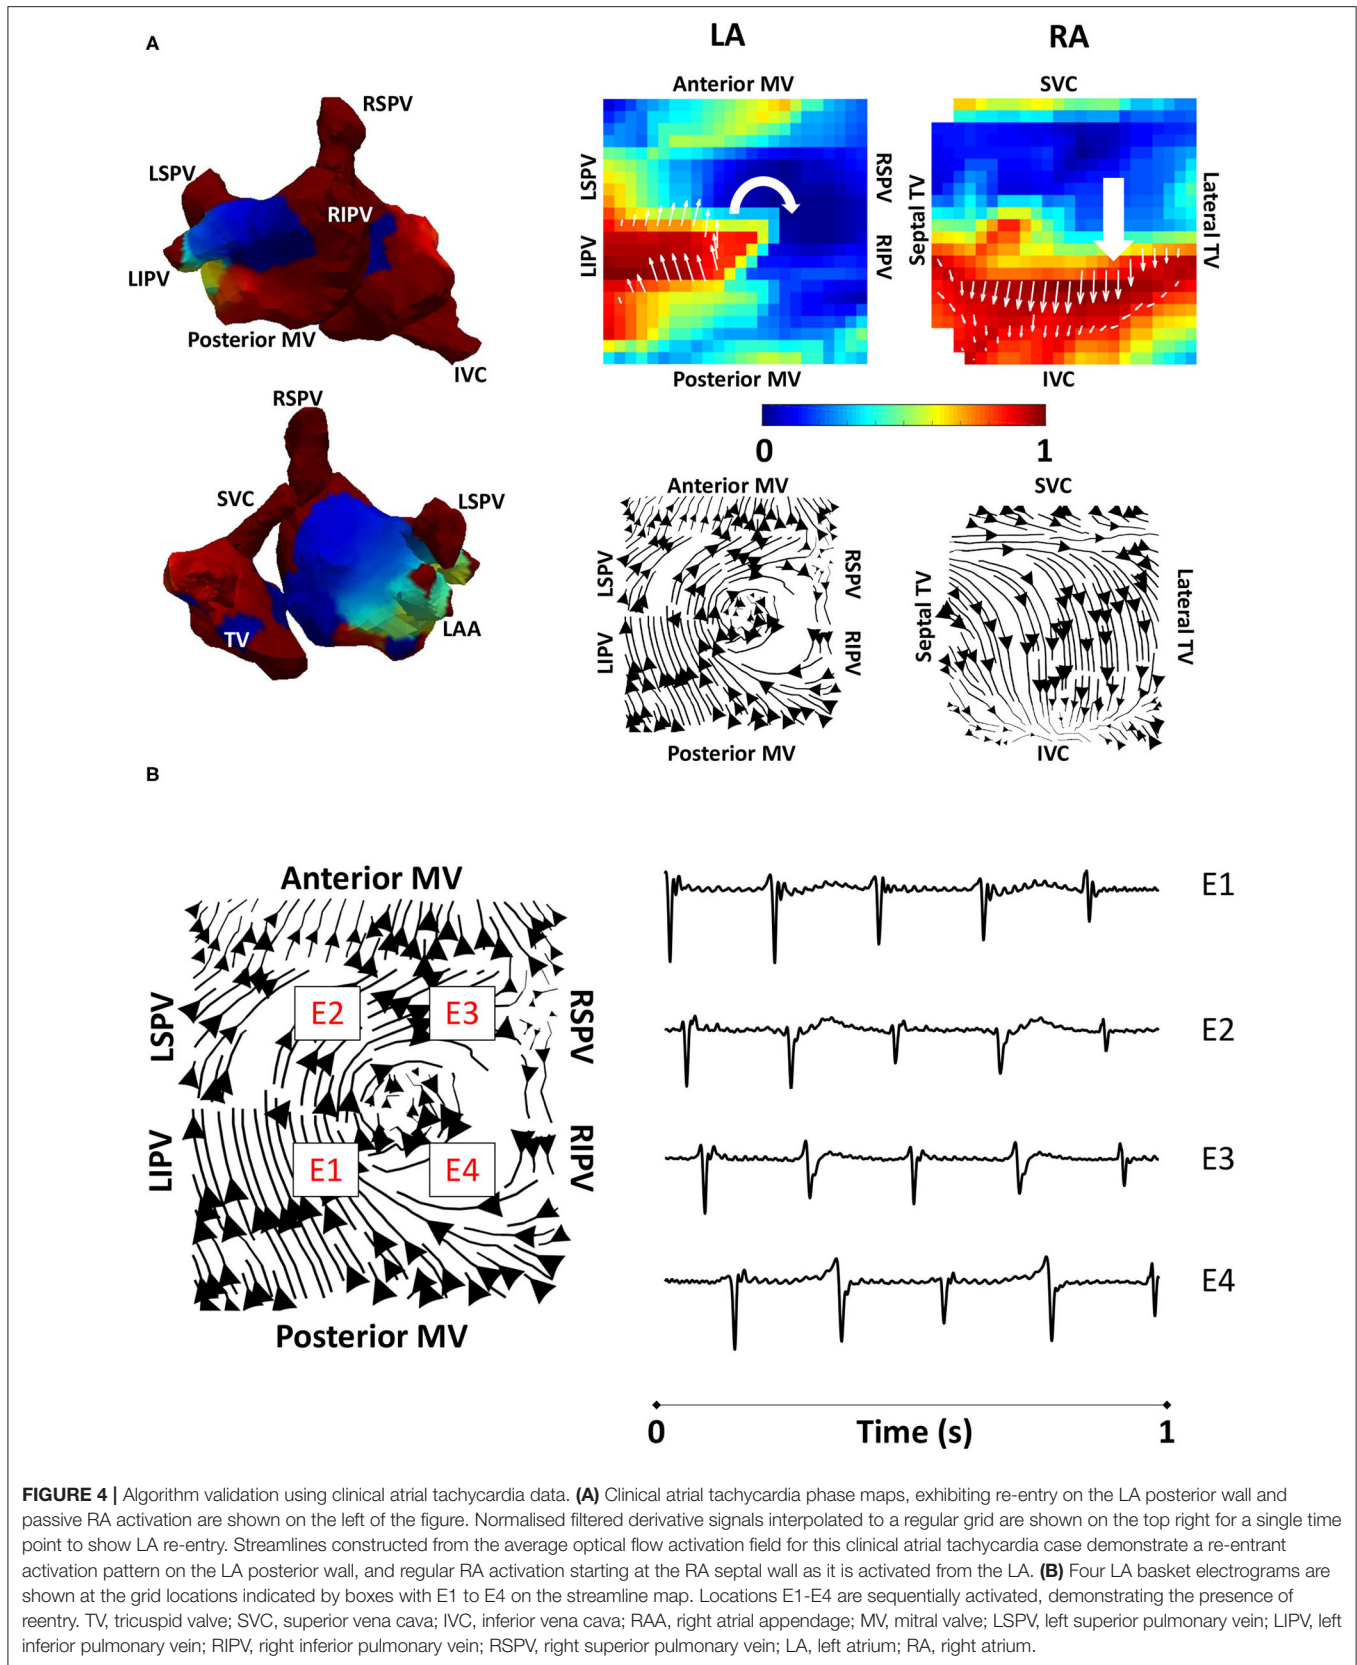 A
LA
RA
RSPV
LSPV
RIPV
LIPV
Posterior MV
IVC
Anterior MV
LSPV
LIPV
RSPV
RIPV
Posterior MV
SVC
Septal TV
Lateral TV
IVC
0
1
RSPV
SVC
LSPV
TV
LAA
Anterior MV
LSPV
LIPV
RSPV
RIPV
Posterior MV
SVC
Septal TV
Lateral TV
IVC
B
Anterior MV
LSPV
LIPV
E2
E3
E1
E4
RSPV
RIPV
Posterior MV
E1
E2
E3
E4
0
Time (s)
1
FIGURE 4 | Algorithm validation using clinical atrial tachycardia data. (A) Clinical atrial tachycardia phase maps, exhibiting re-entry on the LA posterior wall and
passive RA activation are shown on the left of the figure. Normalised filtered derivative signals interpolated to a regular grid are shown on the top right for a single time
point to show LA re-entry. Streamlines constructed from the average optical flow activation field for this clinical atrial tachycardia case demonstrate a re-entrant
activation pattern on the LA posterior wall, and regular RA activation starting at the RA septal wall as it is activated from the LA. (B) Four LA basket electrograms are
shown at the grid locations indicated by boxes with E1 to E4 on the streamline map. Locations E1-E4 are sequentially activated, demonstrating the presence of
reentry. TV, tricuspid valve; SVC, superior vena cava; IVC, inferior vena cava; RAA, right atrial appendage; MV, mitral valve; LSPV, left superior pulmonary vein; LIPV, left
inferior pulmonary vein; RIPV, right inferior pulmonary vein; RSPV, right superior pulmonary vein; LA, left atrium; RA, right atrium.